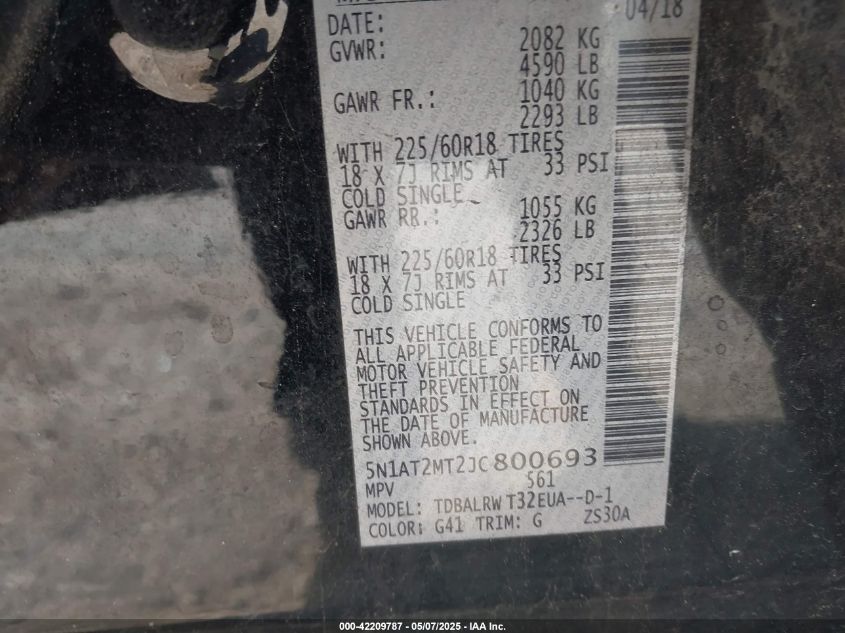 DATE: 04/18
GVWR: 2082 KG
4590 LB
GAWR FR.: 1040 KG
2293 LB
WITH 225/60R18 TIRES
18 X 7J RIMS AT 33 PSI
COLD SINGLE
GAWR RR.: 1055 KG
2326 LB
WITH 225/60R18 TIRES
18 X 7J RIMS AT 33 PSI
COLD SINGLE
THIS VEHICLE CONFORMS TO
ALL APPLICABLE FEDERAL
MOTOR VEHICLE SAFETY AND
THEFT PREVENTION
STANDARDS IN EFFECT ON
THE DATE OF MANUFACTURE
SHOWN ABOVE.
5N1AT2MT2JC800693
MPV 561
MODEL: TDBALRW T32EUA--D-1
COLOR: G41 TRIM: G ZS30A
000-42209787 - 05/07/2025 - IAA Inc.